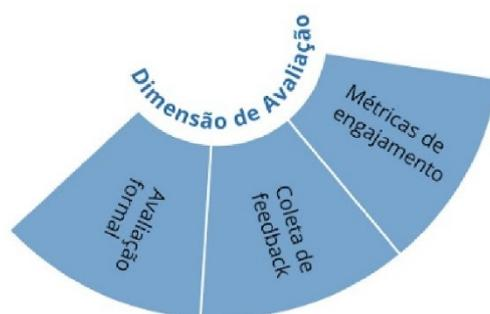 Dimensão de Avaliação
Avaliação
formal
Coleta de
feedback
Métricas de
engajamento